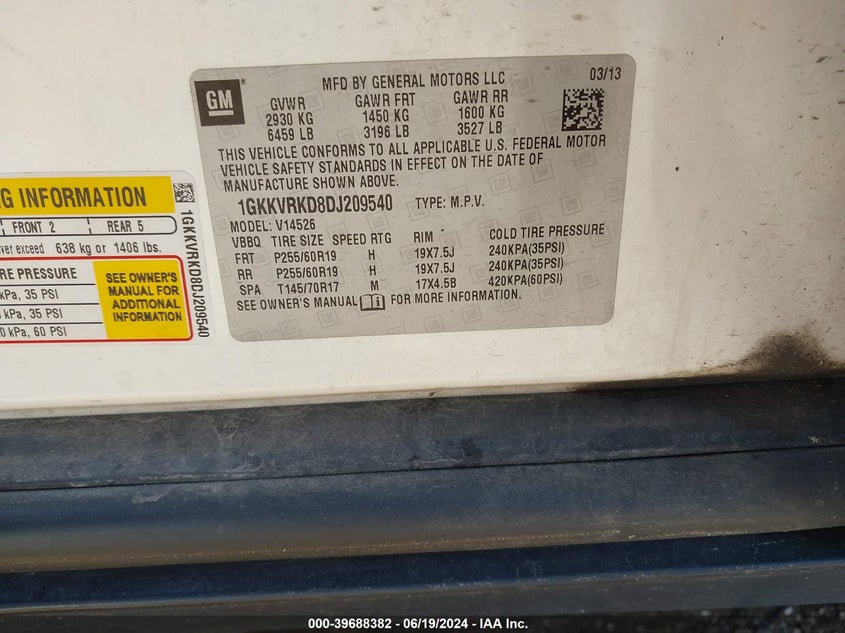 GM
MFD BY GENERAL MOTORS LLC 03/13
GVWR GAWR FRT GAWR RR
2930 KG 1450 KG 1600 KG
6459 LB 3196 LB 3527 LB
THIS VEHICLE CONFORMS TO ALL APPLICABLE U.S. FEDERAL MOTOR
VEHICLE SAFETY STANDARDS IN EFFECT ON THE DATE OF
MANUFACTURE SHOWN ABOVE.
1GKKVRKD8DJ209540 TYPE: M.P.V.
MODEL: V14526
VBBQ TIRE SIZE SPEED RTG RIM COLD TIRE PRESSURE
FRT P255/60R19 H 19X7.5J 240KPA(35PSI)
RR P255/60R19 H 19X7.5J 240KPA(35PSI)
SPA T145/70R17 M 17X4.5B 420KPA(60PSI)
SEE OWNER'S MANUAL FOR MORE INFORMATION.
INFORMATION
FRONT 2 REAR 5
exceed 638 kg or 1406 lbs.
PRESSURE
kPa, 35 PSI
kPa, 35 PSI
kPa, 60 PSI
SEE OWNER'S
MANUAL FOR
ADDITIONAL
INFORMATION
1GKKVRKD8DJ209540
000-39688382 - 06/19/2024 - IAA Inc.